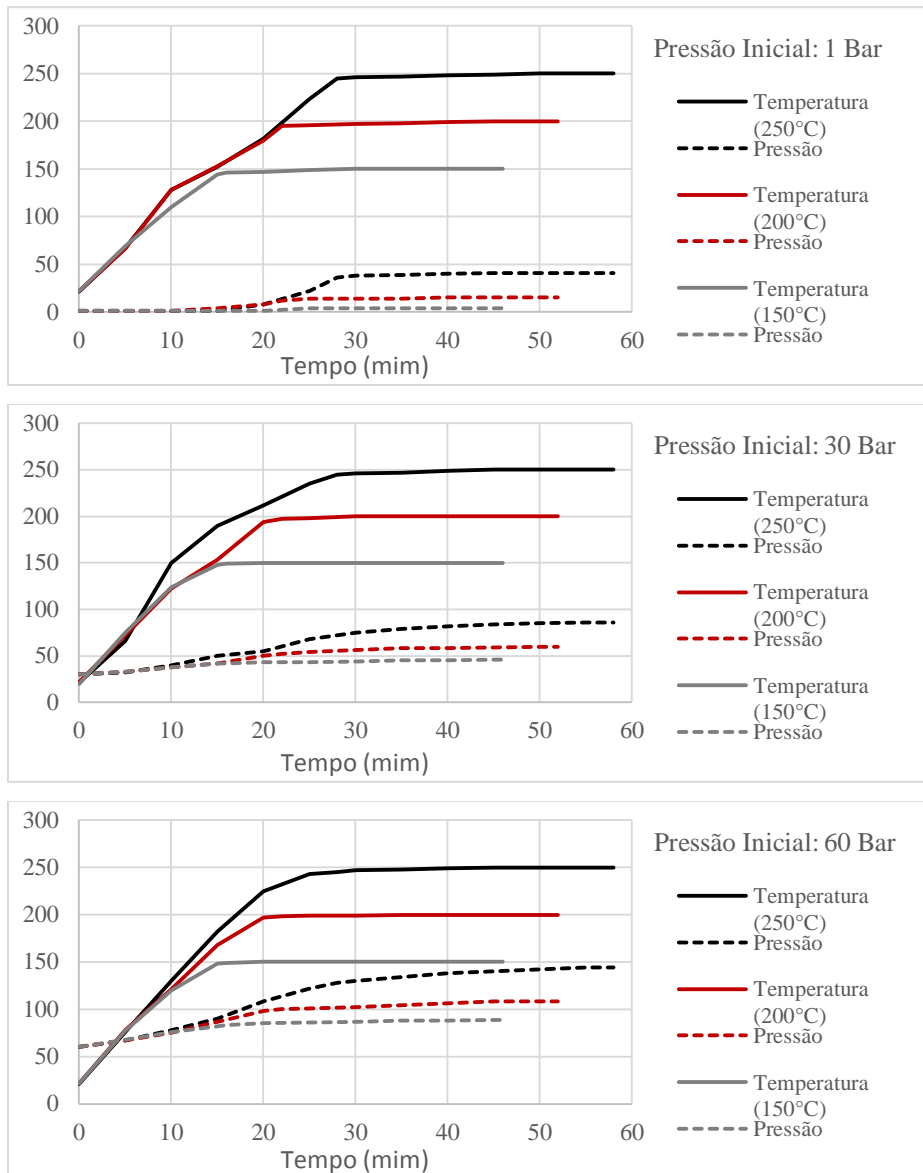 300
250
200
150
100
50
0
0 10 20 30 40 50 60
Tempo (mim)
Pressão Inicial: 1 Bar
Temperatura
(250°C)
Pressão
Temperatura
(200°C)
Pressão
Temperatura
(150°C)
Pressão
300
250
200
150
100
50
0
0 10 20 30 40 50 60
Tempo (mim)
Pressão Inicial: 30 Bar
Temperatura
(250°C)
Pressão
Temperatura
(200°C)
Pressão
Temperatura
(150°C)
Pressão
300
250
200
150
100
50
0
0 10 20 30 40 50 60
Tempo (mim)
Pressão Inicial: 60 Bar
Temperatura
(250°C)
Pressão
Temperatura
(200°C)
Pressão
Temperatura
(150°C)
Pressão